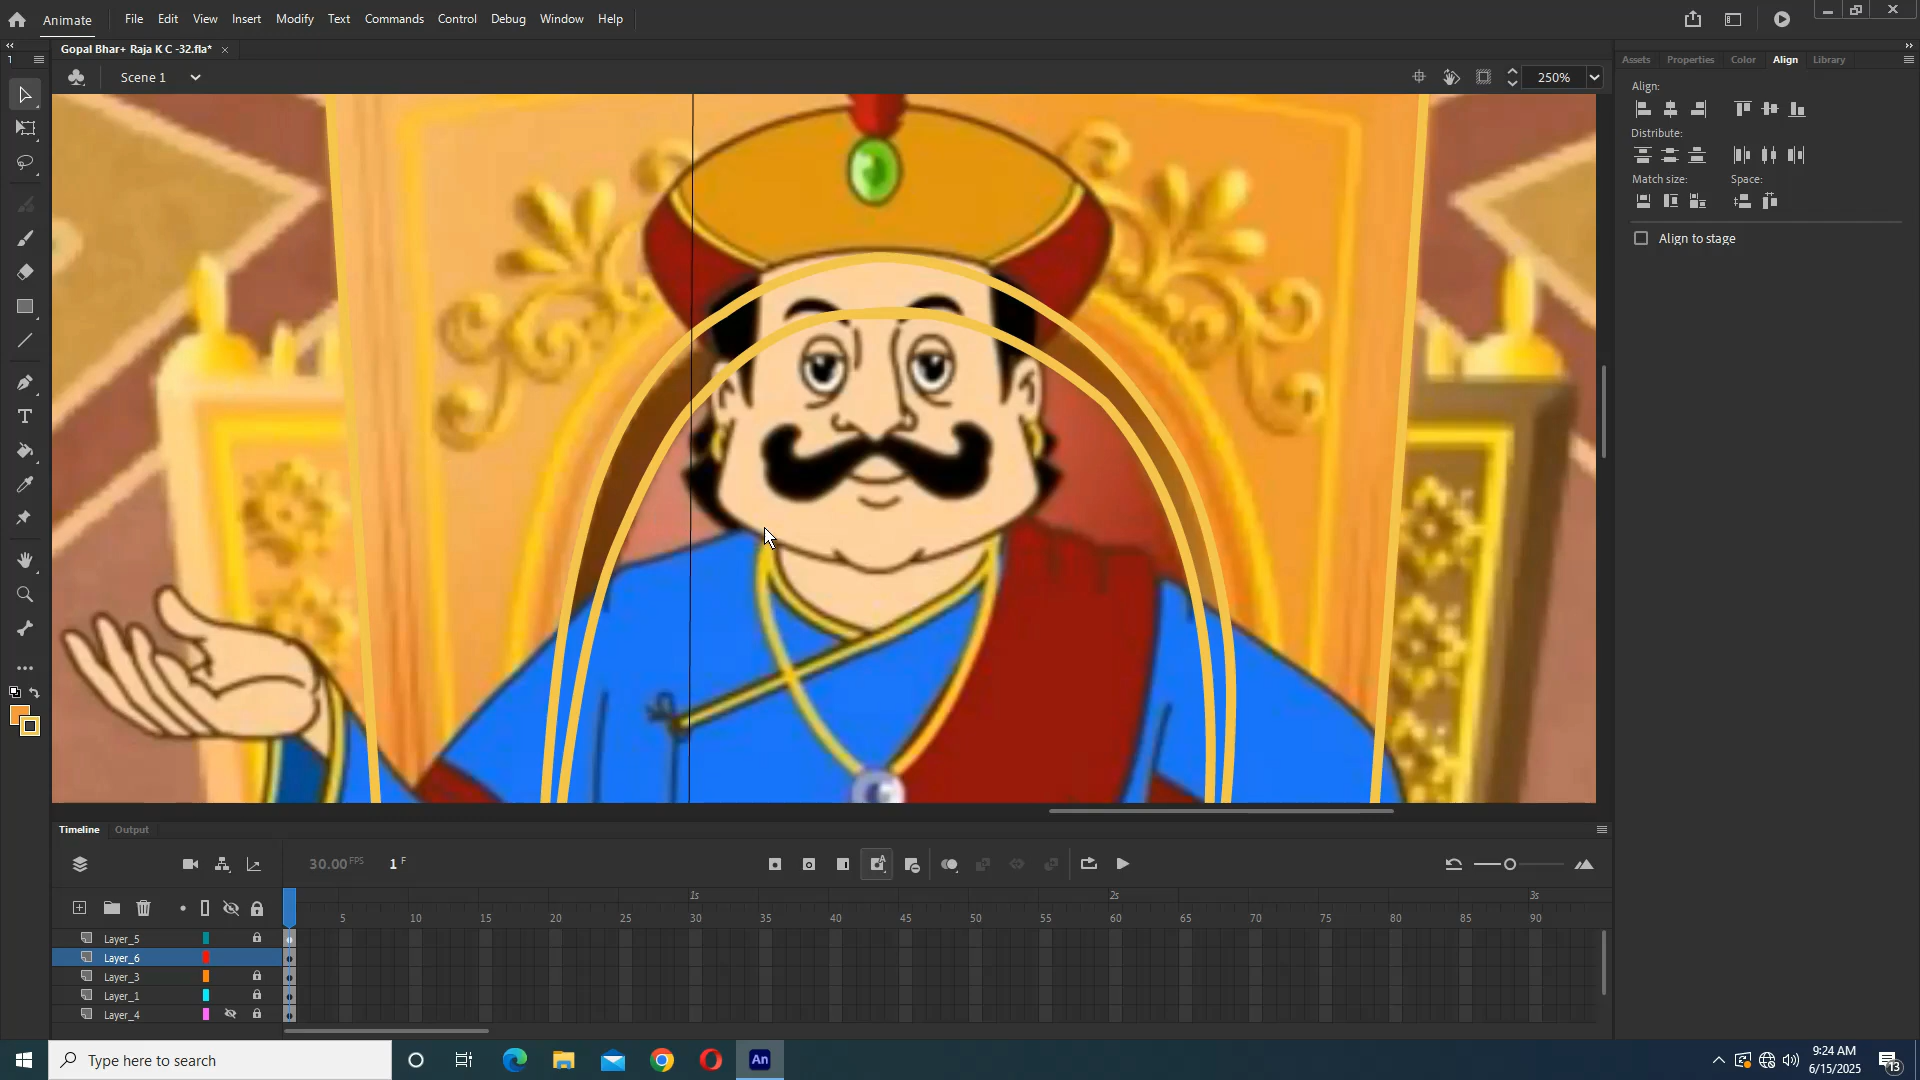 Animate File Edit View Insert Modify Text Commands Control Debug Window Help
1 Gopal Bhar+ Raja K C -32.fla* Assets Properties Color Align Library
Scene 1 250%
Align:
Distribute:
Match size: Space:
Align to stage
T
Timeline Output
30.00 FPS 1 F
1s 2s 3s
5 10 15 20 25 30 35 40 45 50 55 60 65 70 75 80 85 90
Layer_5
Layer_6
Layer_3
Layer_1
Layer_4
Type here to search An 9:24 AM
6/15/2025 13